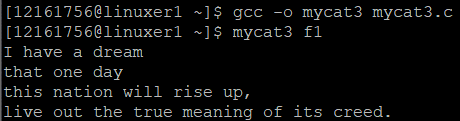 [12161756@linuxer1 ~]$ gcc -o mycat3 mycat3.c
[12161756@linuxer1 ~]$ mycat3 f1
I have a dream
that one day
this nation will rise up,
live out the true meaning of its creed.